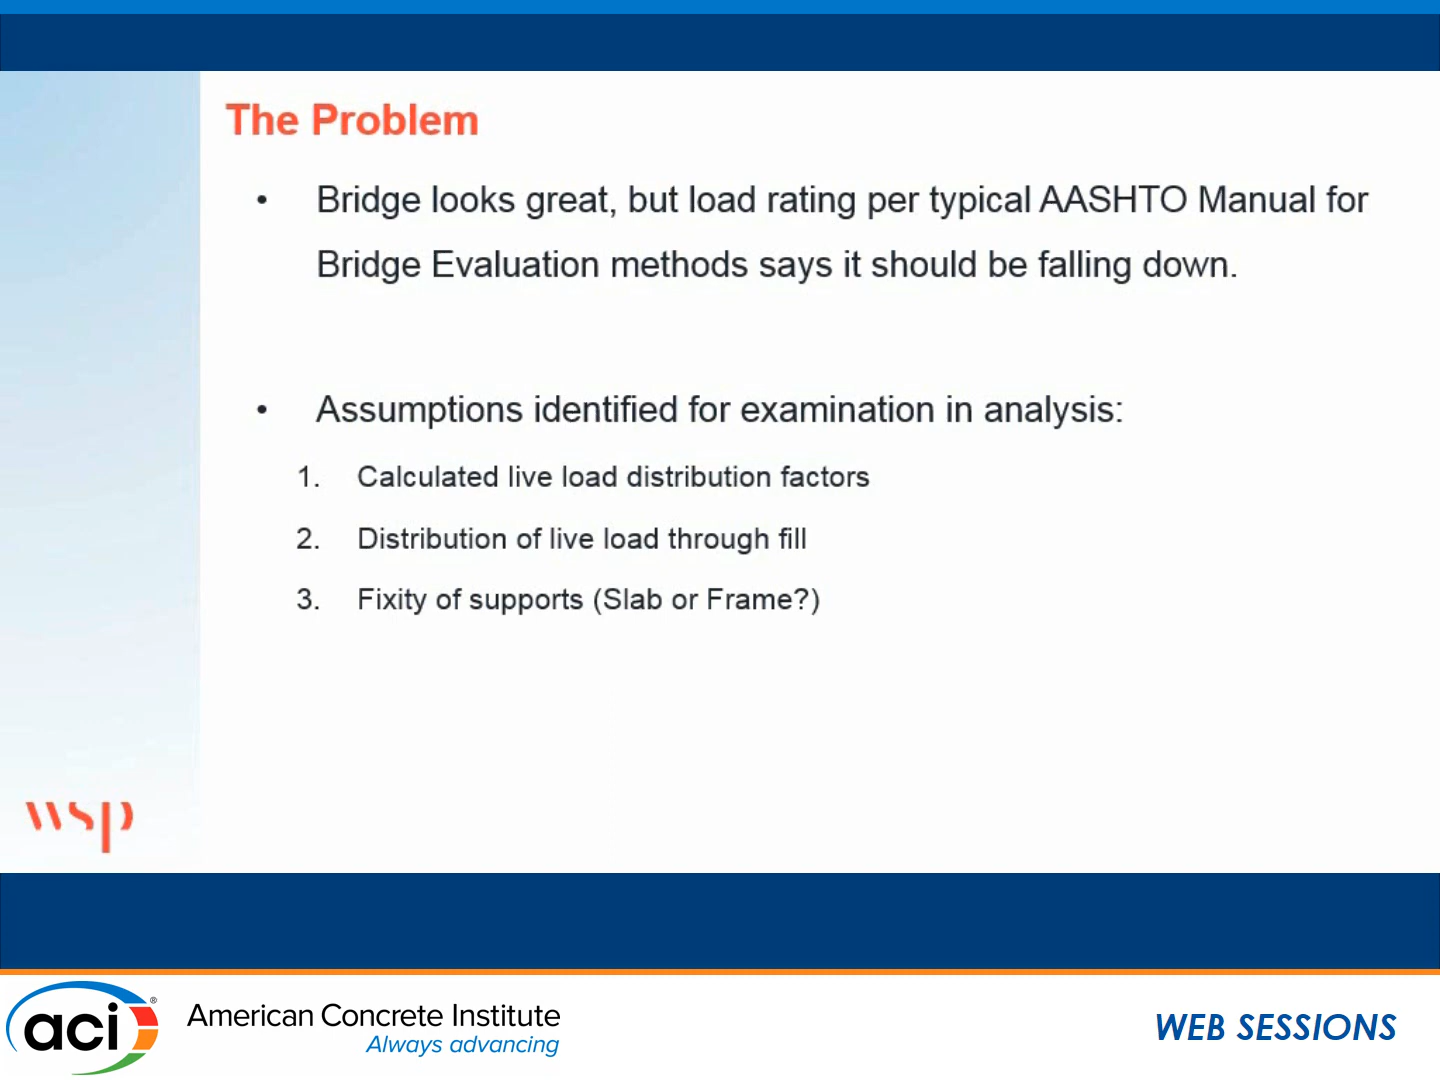 The Problem
• Bridge looks great, but load rating per typical AASHTO Manual for
Bridge Evaluation methods says it should be falling down.
• Assumptions identified for examination in analysis:
1. Calculated live load distribution factors
2. Distribution of live load through fill
3. Fixity of supports (Slab or Frame?)
wsp
aci®
American Concrete Institute
Always advancing
WEB SESSIONS